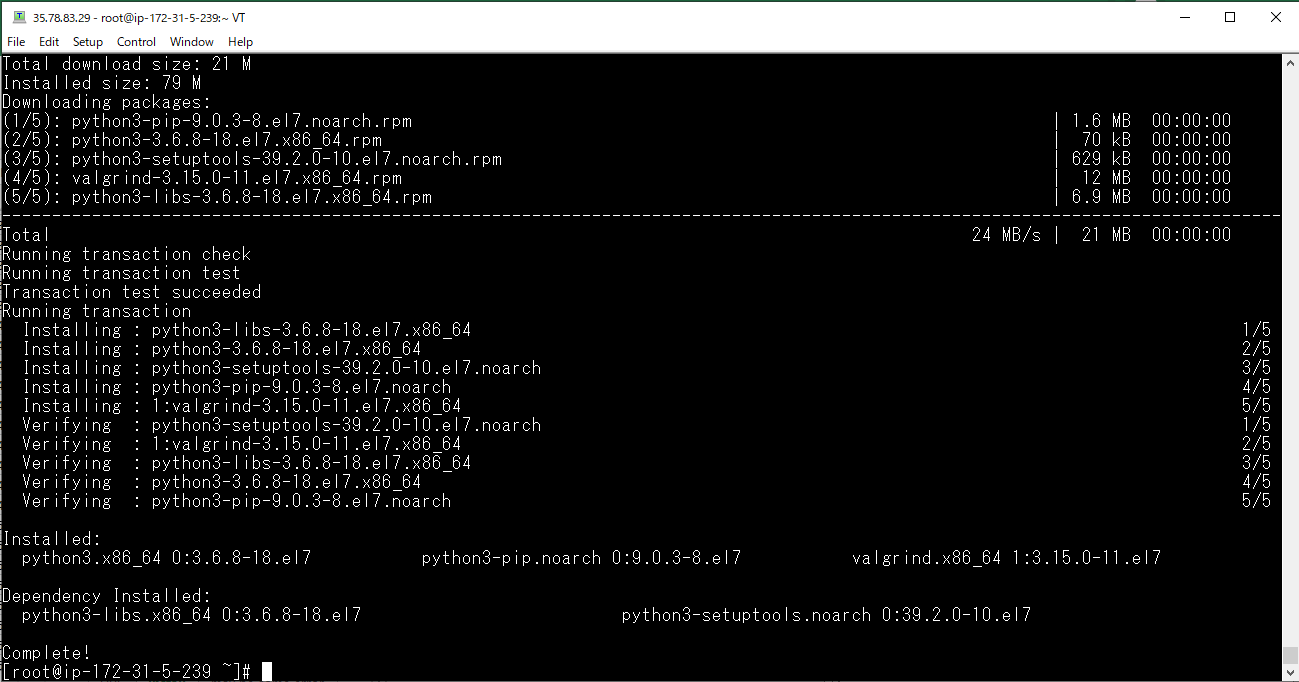 35.78.83.29 - root@ip-172-31-5-239:~ VT
File Edit Setup Control Window Help
Total download size: 21 M
Installed size: 79 M
Downloading packages:
(1/5): python3-pip-9.0.3-8.el7.noarch.rpm | 1.6 MB 00:00:00
(2/5): python3-3.6.8-18.el7.x86_64.rpm | 70 kB 00:00:00
(3/5): python3-setuptools-39.2.0-10.el7.noarch.rpm | 629 kB 00:00:00
(4/5): valgrind-3.15.0-11.el7.x86_64.rpm | 12 MB 00:00:00
(5/5): python3-libs-3.6.8-18.el7.x86_64.rpm | 6.9 MB 00:00:00
--------------------------------------------------------------------------------------------------------------------------------
Total 24 MB/s | 21 MB 00:00:00
Running transaction check
Running transaction test
Transaction test succeeded
Running transaction
Installing : python3-libs-3.6.8-18.el7.x86_64 1/5
Installing : python3-3.6.8-18.el7.x86_64 2/5
Installing : python3-setuptools-39.2.0-10.el7.noarch 3/5
Installing : python3-pip-9.0.3-8.el7.noarch 4/5
Installing : 1:valgrind-3.15.0-11.el7.x86_64 5/5
Verifying : python3-setuptools-39.2.0-10.el7.noarch 1/5
Verifying : 1:valgrind-3.15.0-11.el7.x86_64 2/5
Verifying : python3-libs-3.6.8-18.el7.x86_64 3/5
Verifying : python3-3.6.8-18.el7.x86_64 4/5
Verifying : python3-pip-9.0.3-8.el7.noarch 5/5
Installed:
python3.x86_64 0:3.6.8-18.el7 python3-pip.noarch 0:9.0.3-8.el7 valgrind.x86_64 1:3.15.0-11.el7
Dependency Installed:
python3-libs.x86_64 0:3.6.8-18.el7 python3-setuptools.noarch 0:39.2.0-10.el7
Complete!
[root@ip-172-31-5-239 ~]#